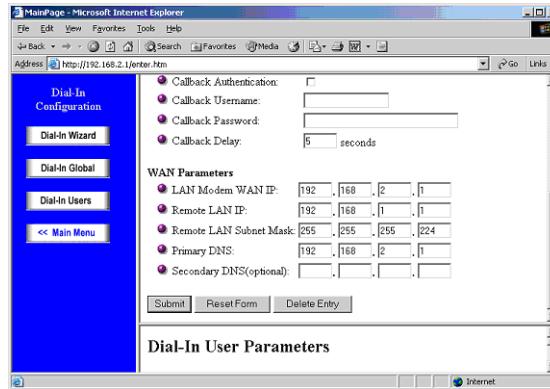 MainPage - Microsoft Internet Explorer
File Edit View Favorites Tools Help
Back Search Favorites Media
Address http://192.168.2.1/enter.htm Go Links
Dial-In
Configuration
Dial-In Wizard
Dial-In Global
Dial-In Users
<< Main Menu
Callback Authentication:
Callback Username:
Callback Password:
Callback Delay: 5 seconds
WAN Parameters
LAN Modem WAN IP: 192 . 168 . 2 . 1
Remote LAN IP: 192 . 168 . 1 . 1
Remote LAN Subnet Mask: 255 . 255 . 255 . 224
Primary DNS: 192 . 168 . 2 . 1
Secondary DNS(optional): . . .
Submit Reset Form Delete Entry
Dial-In User Parameters
Internet